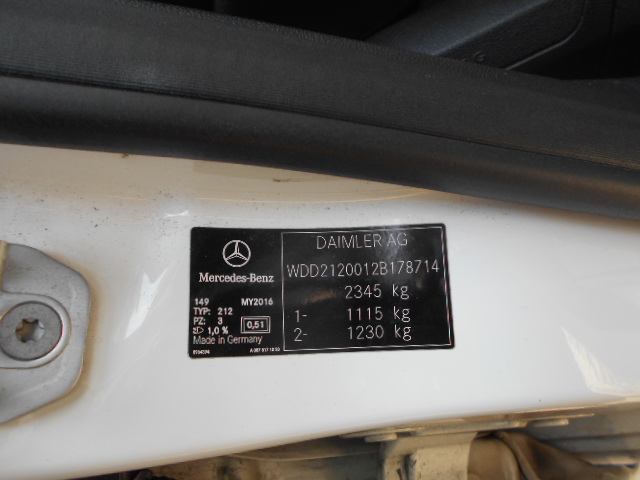 DAIMLER AG
Mercedes-Benz
WDD2120012B178714
2345 kg
149 MY2016
TYP: 212
PZ: 3
1,0 % 0,51
Made in Germany
1- 1115 kg
2- 1230 kg